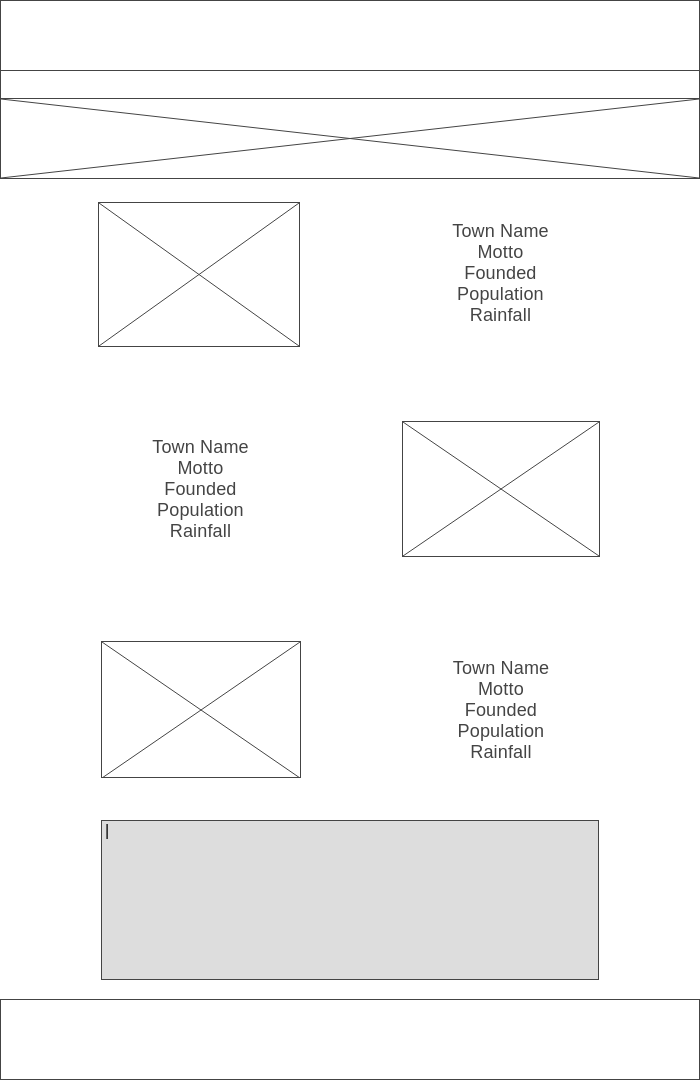 Town Name
Motto
Founded
Population
Rainfall
Town Name
Motto
Founded
Population
Rainfall
Town Name
Motto
Founded
Population
Rainfall